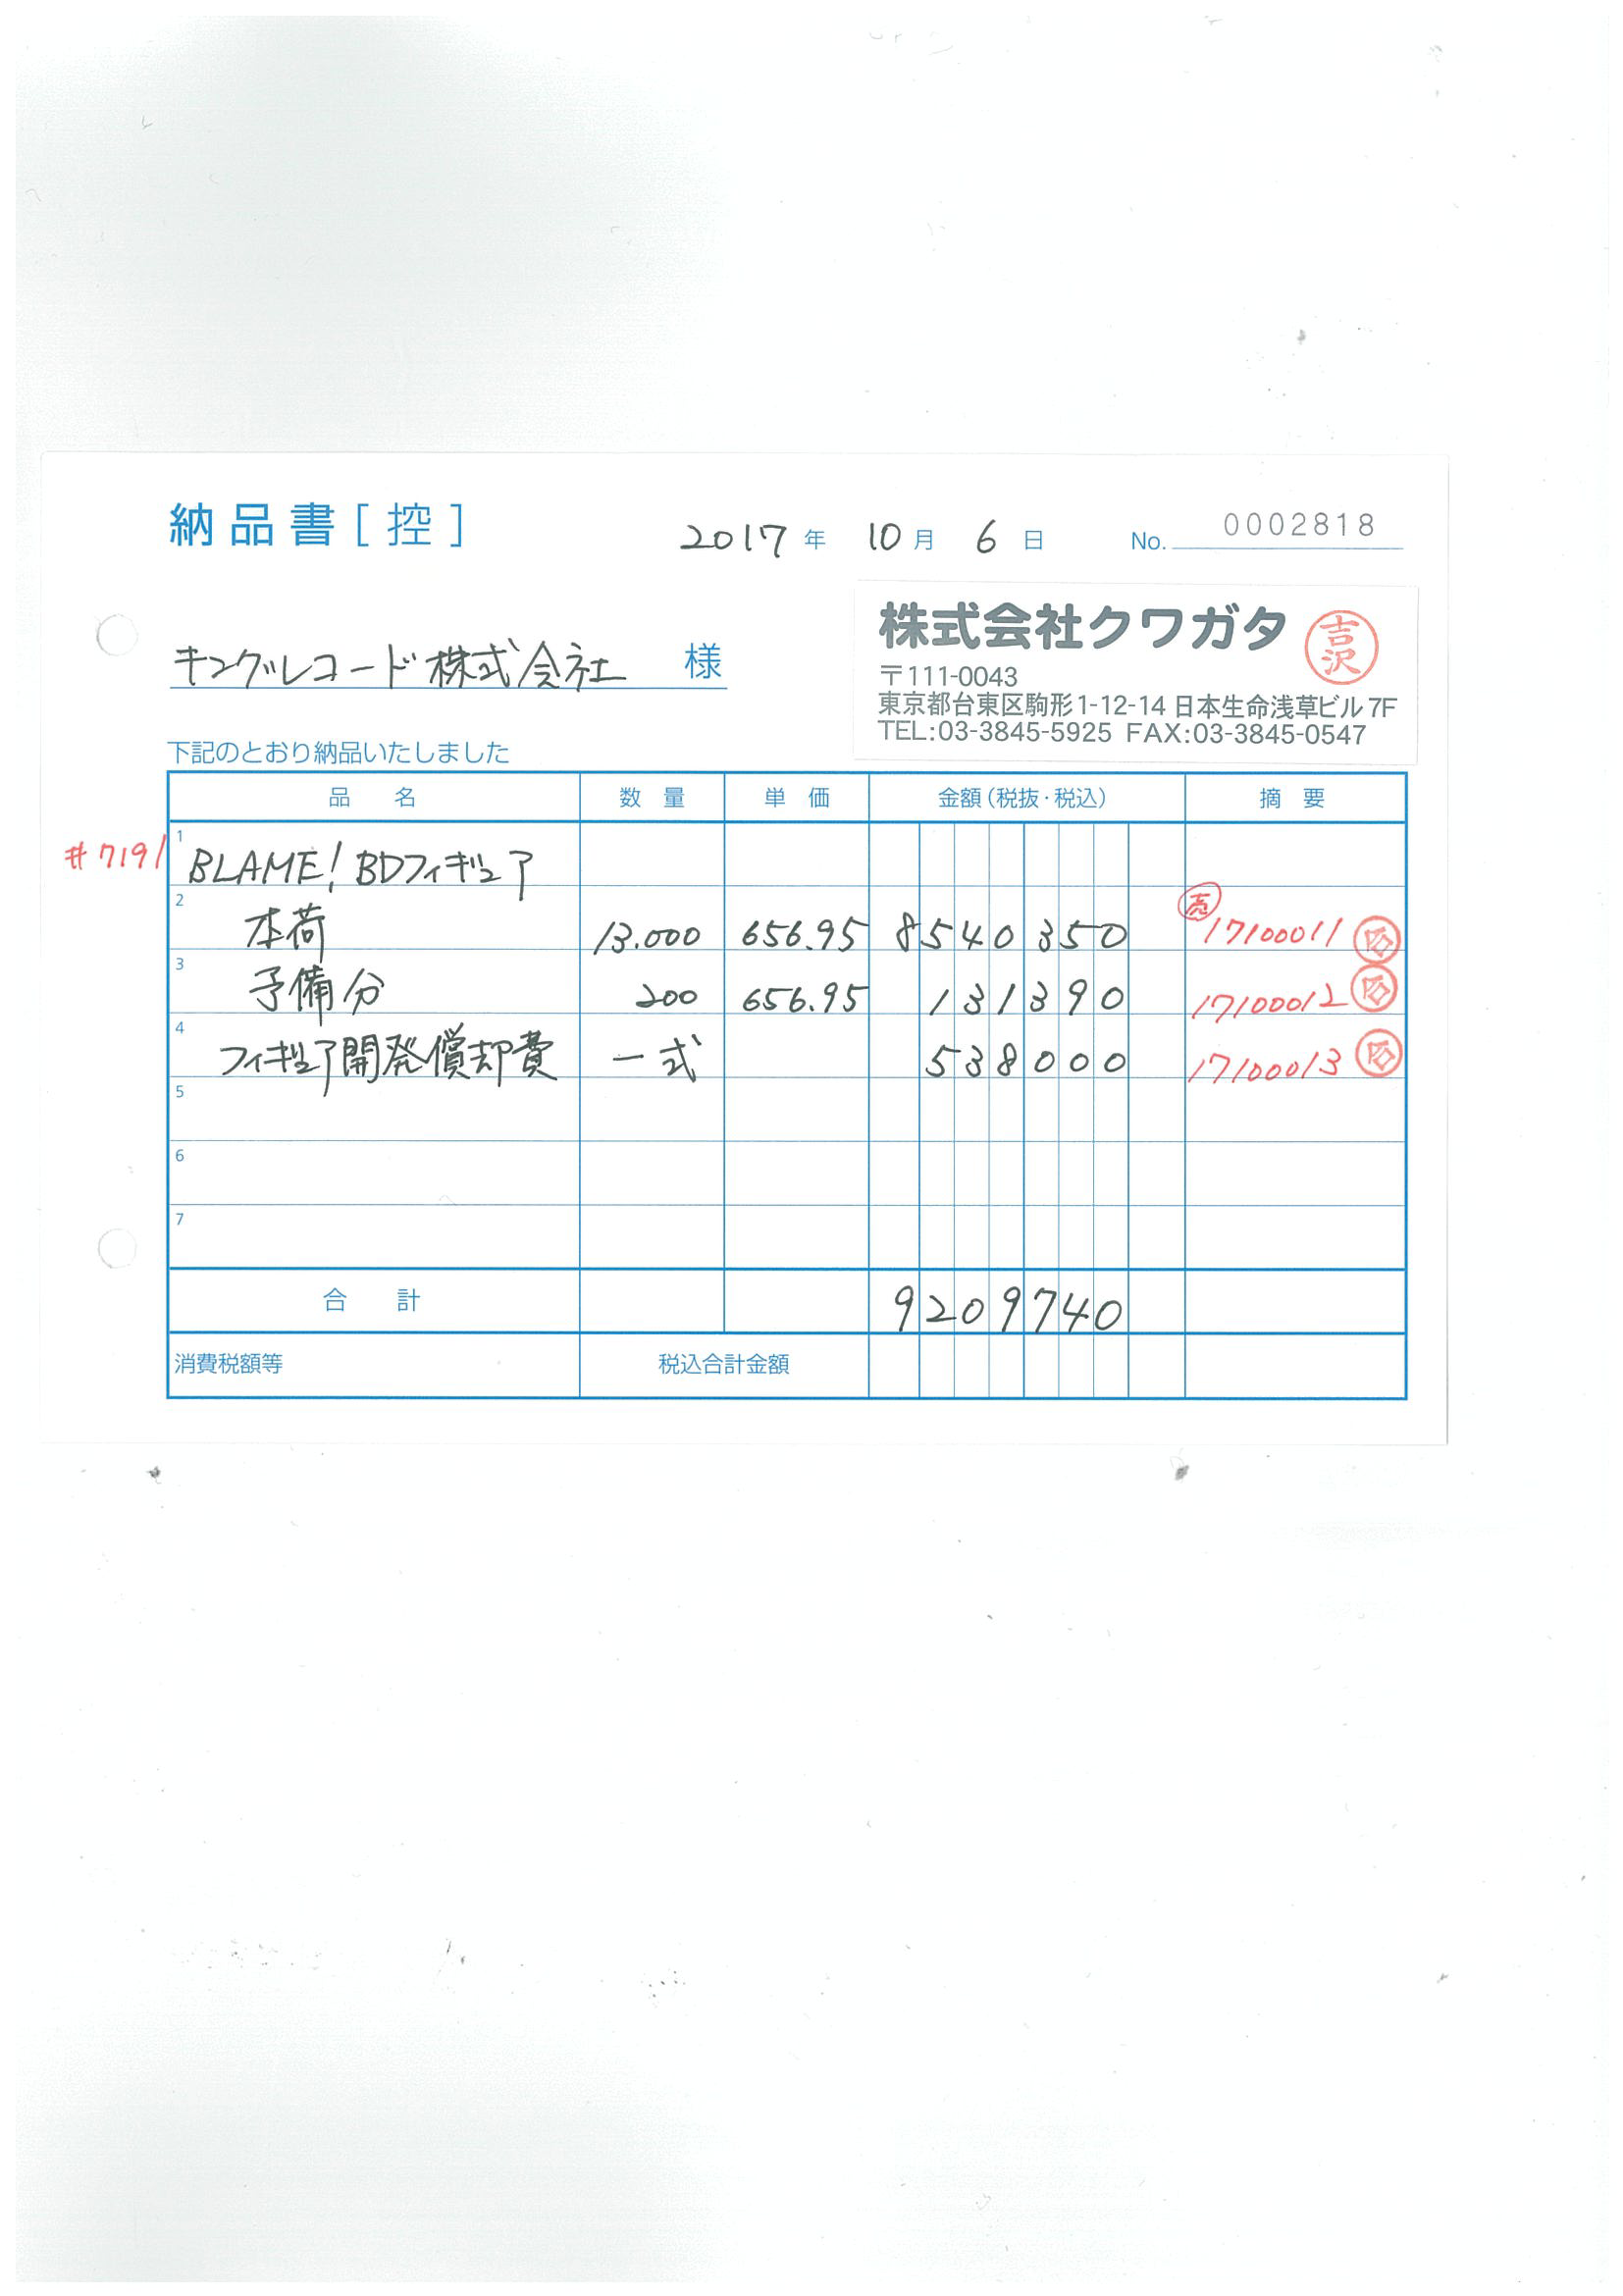 納品書[控] 2017年 10月 6日 No. 0002818
株式会社クワガタ 吉沢
キングレコード株式会社 様
〒111-0043
東京都台東区駒形1-12-14 日本生命浅草ビル7F
TEL:03-3845-5925 FAX:03-3845-0547
下記のとおり納品いたしました
品名 数量 単価 金額(税抜・税込) 摘要
#7191 1 BLAME! BDフィギュア
2 本荷 13.000 656.95 8540350 売 17100011
3 予備分 200 656.95 131390 17100012
4 フィギュア開発償却費 一式 538000 17100013
5
6
7
合計 9209740
消費税額等 税込合計金額